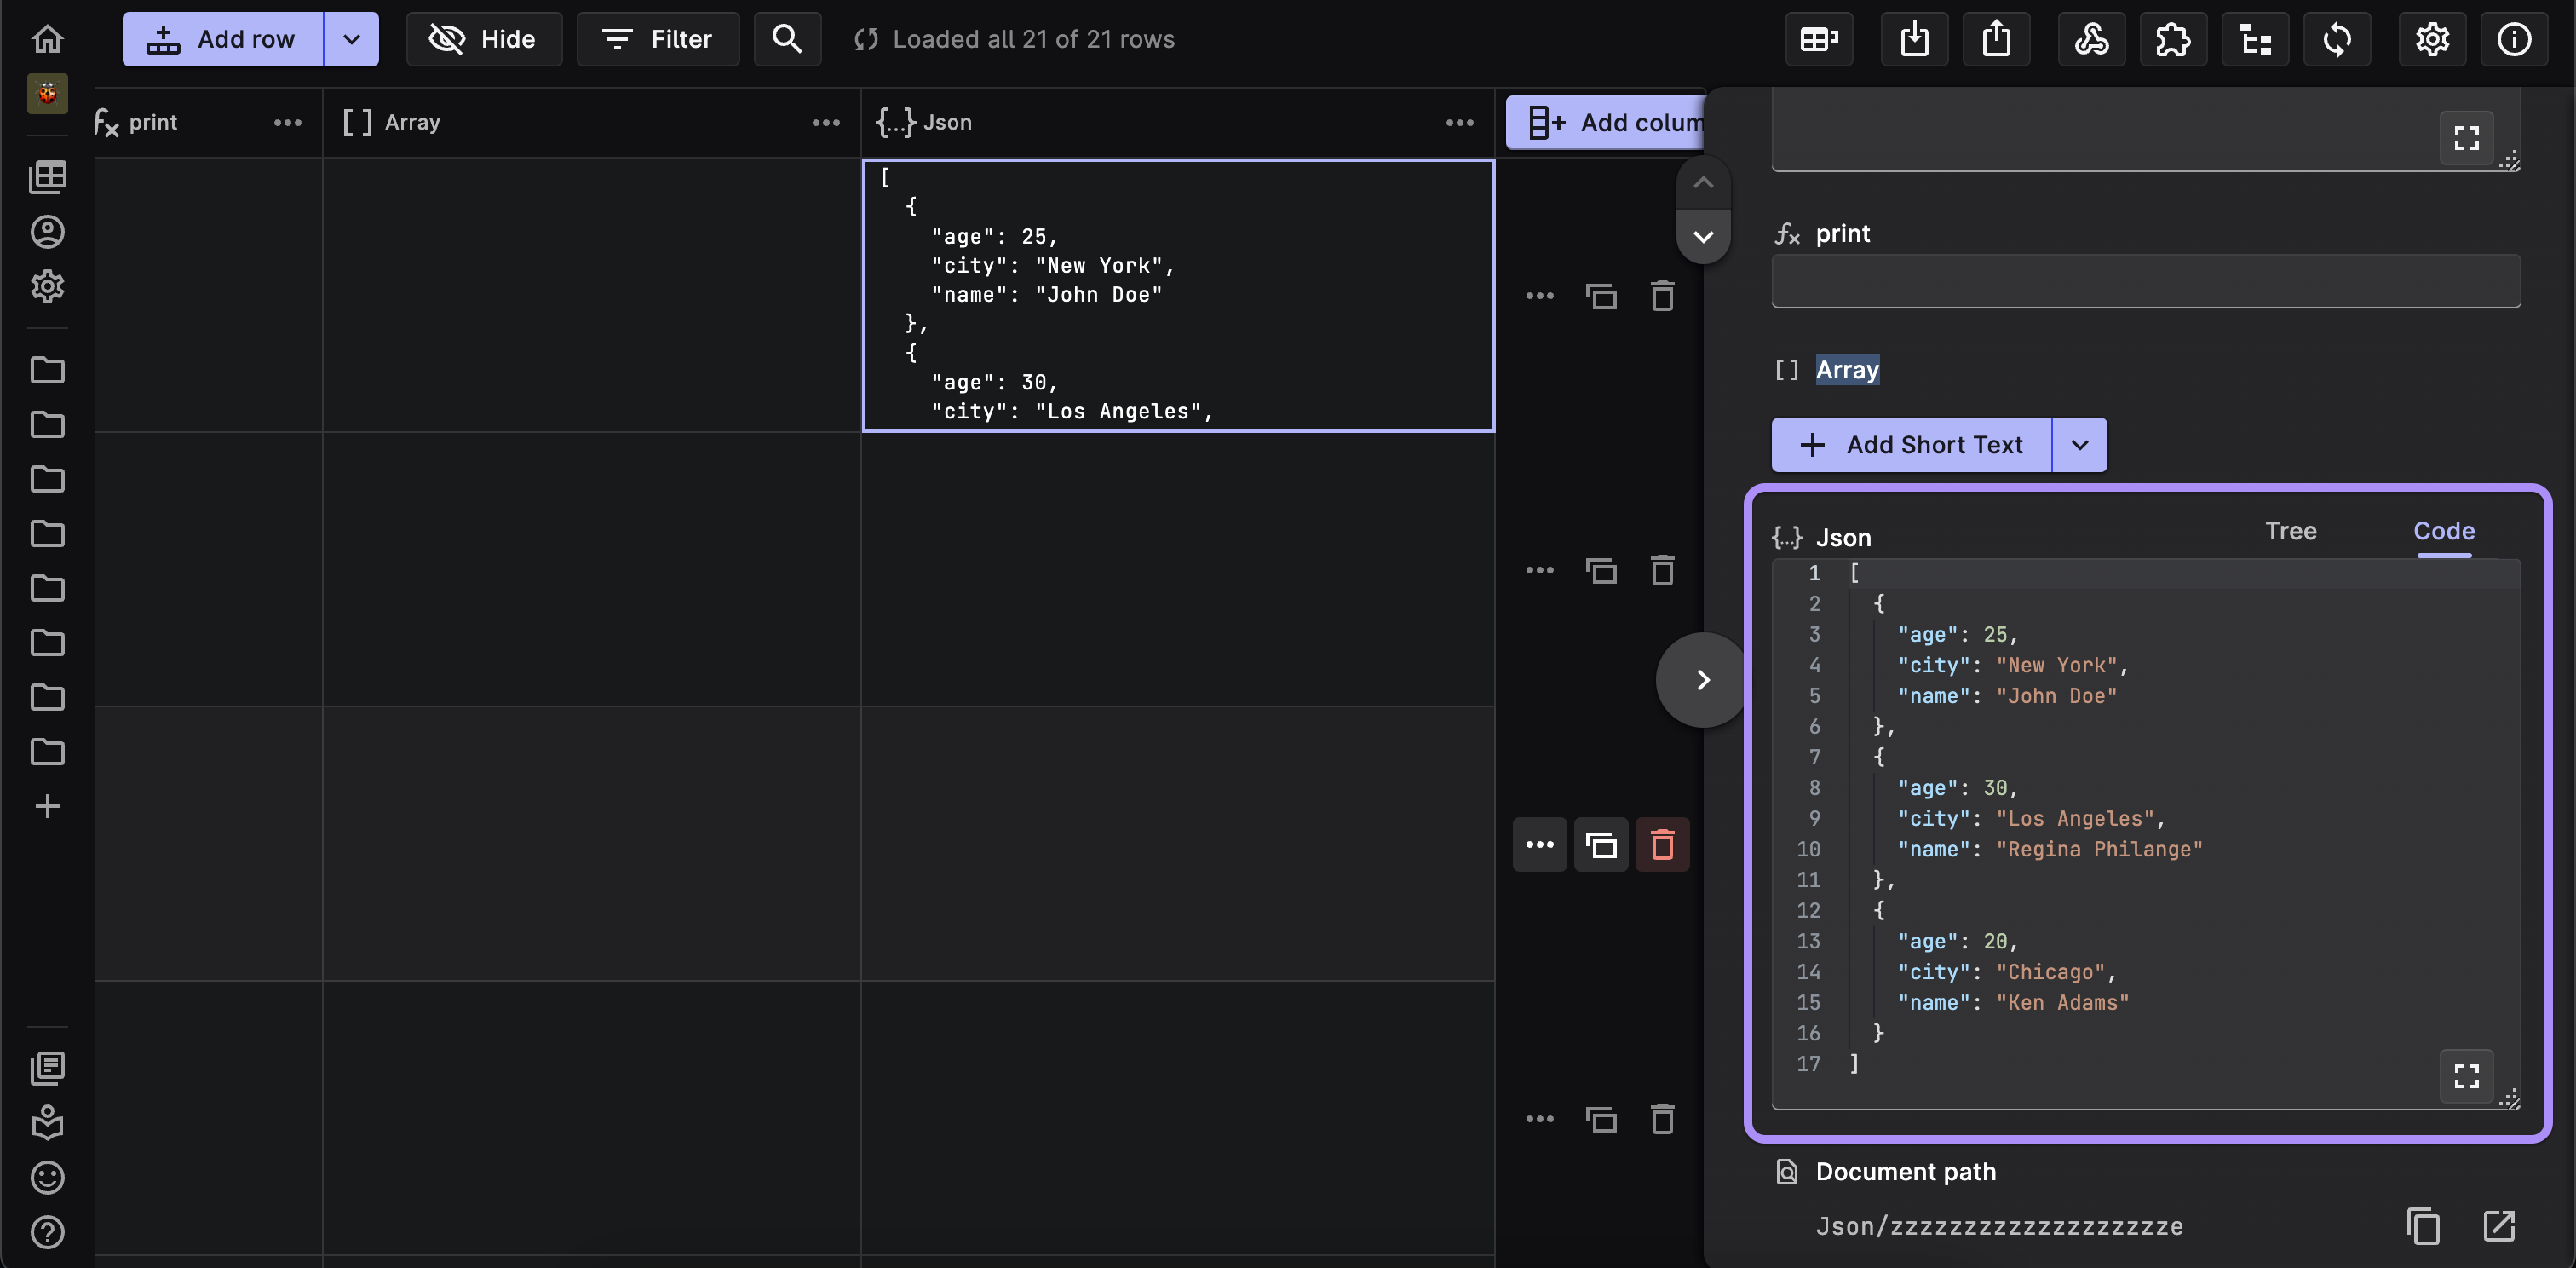 Add row
Hide
Filter
Loaded all 21 of 21 rows
print
Array
{...} Json
Add colum
[
{
"age": 25,
"city": "New York",
"name": "John Doe"
},
{
"age": 30,
"city": "Los Angeles",
print
[] Array
Add Short Text
{...} Json
Tree
Code
1 [
2 {
3 "age": 25,
4 "city": "New York",
5 "name": "John Doe"
6 },
7 {
8 "age": 30,
9 "city": "Los Angeles",
10 "name": "Regina Philange"
11 },
12 {
13 "age": 20,
14 "city": "Chicago",
15 "name": "Ken Adams"
16 }
17 ]
Document path
Json/zzzzzzzzzzzzzzzzzzze